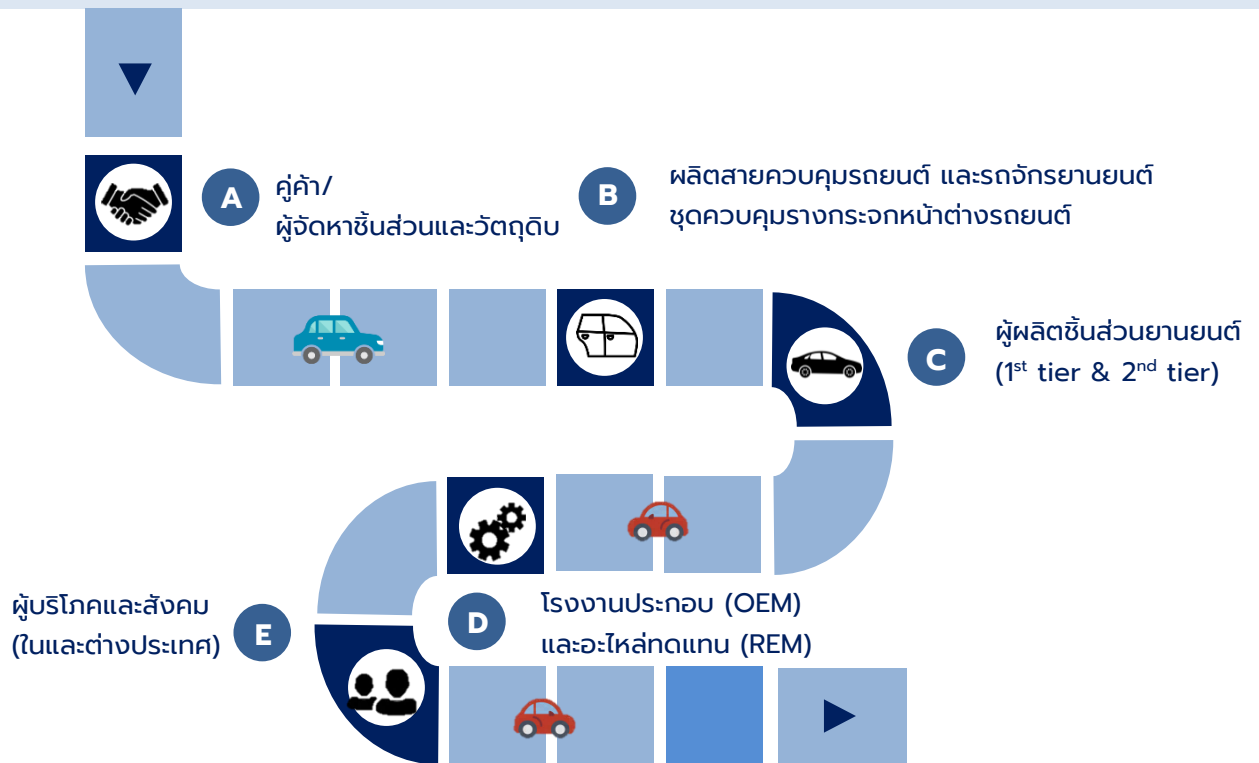 A
คู่ค้า/
ผู้จัดหาชิ้นส่วนและวัตถุดิบ
B
ผลิตสายควบคุมรถยนต์ และรถจักรยานยนต์
ชุดควบคุมรางกระจกหน้าต่างรถยนต์
C
ผู้ผลิตชิ้นส่วนยานยนต์
(1st tier & 2nd tier)
D
โรงงานประกอบ (OEM)
และอะไหล่ทดแทน (REM)
ผู้บริโภคและสังคม
(ในและต่างประเทศ)
E